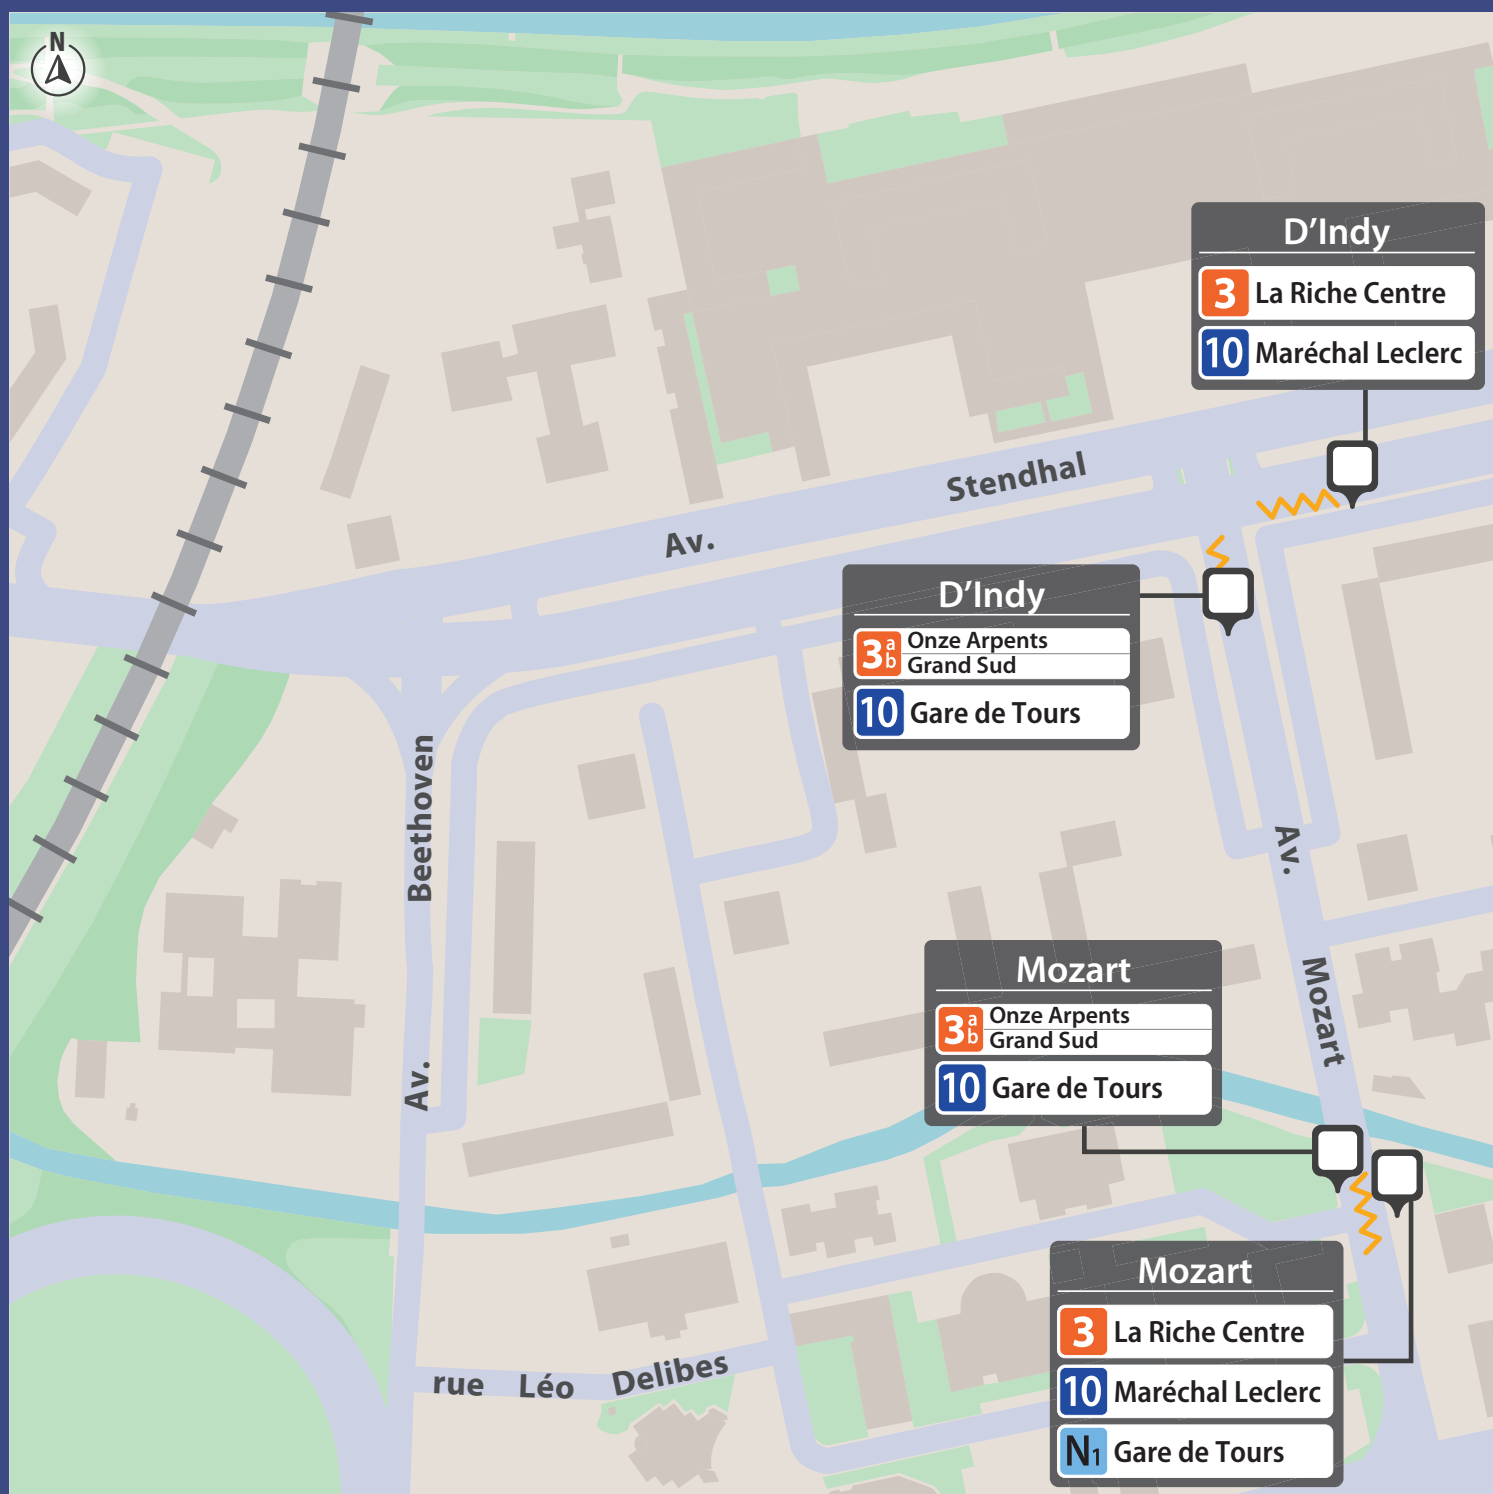 N
D'Indy
3 La Riche Centre
10 Maréchal Leclerc
Av. Stendhal
D'Indy
3 a b Onze Arpents
Grand Sud
10 Gare de Tours
Av. Beethoven
Av. Mozart
Mozart
3 a b Onze Arpents
Grand Sud
10 Gare de Tours
Mozart
3 La Riche Centre
10 Maréchal Leclerc
N1 Gare de Tours
rue Léo Delibes